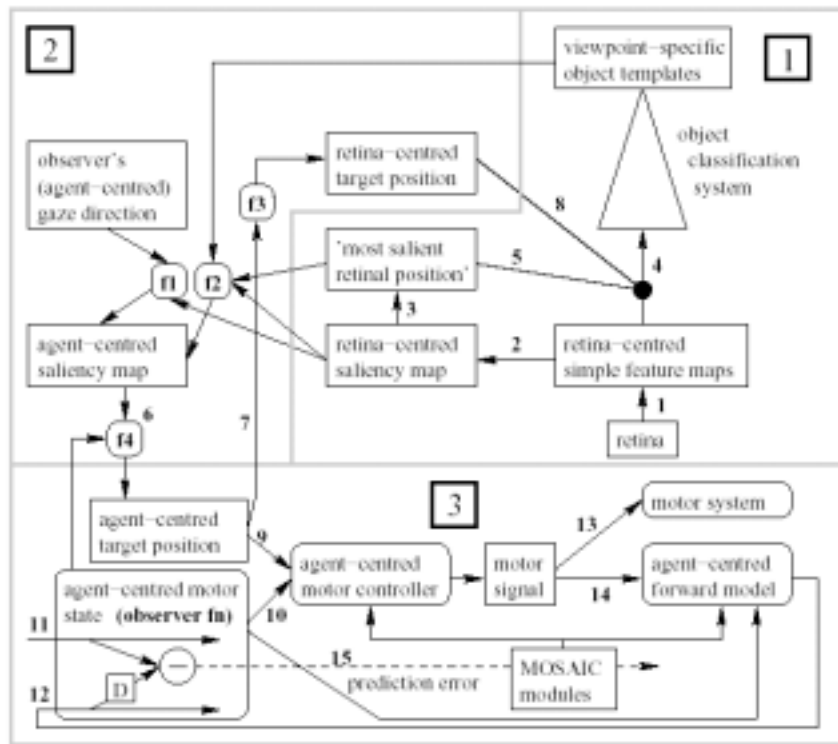 2
viewpoint-specific
object templates
1
observer's
(agent-centred)
gaze direction
retina-centred
target position
object
classification
system
f3
8
'most salient
retinal position'
5
4
f1
f2
3
agent-centred
saliency map
retina-centred
saliency map
2
retina-centred
simple feature maps
6
7
1
f4
retina
3
motor system
agent-centred
target position
9
13
agent-centred
motor controller
motor
signal
agent-centred
forward model
14
agent-centred motor
state (observer fn)
10
11
15
prediction error
MOSAIC
modules
12
D